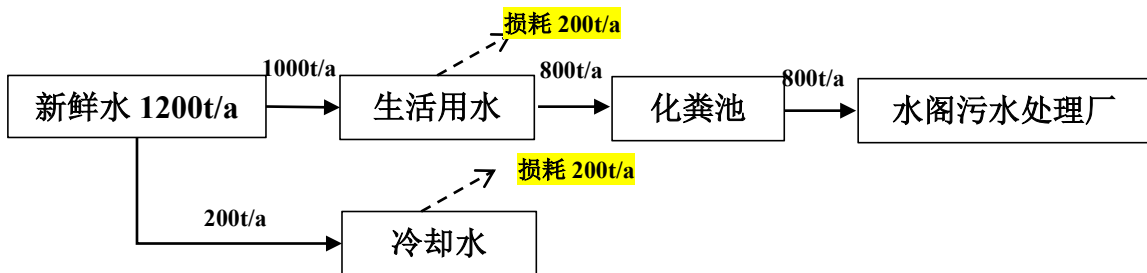 损耗 200t/a
1000t/a
800t/a
800t/a
新鲜水 1200t/a
生活用水
化粪池
水阁污水处理厂
损耗 200t/a
200t/a
冷却水